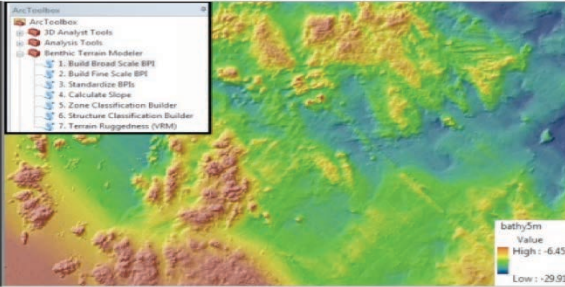 ArcToolbox
ArcToolbox
3D Analyst Tools
Analysis Tools
Benthic Terrain Modeler
1. Build Broad Scale BPI
2. Build Fine Scale BPI
3. Standardize BPIs
4. Calculate Slope
5. Zone Classification Builder
6. Structure Classification Builder
7. Terrain Ruggedness (VRM)
bathy5m
Value
High : -6.45
Low : -29.91